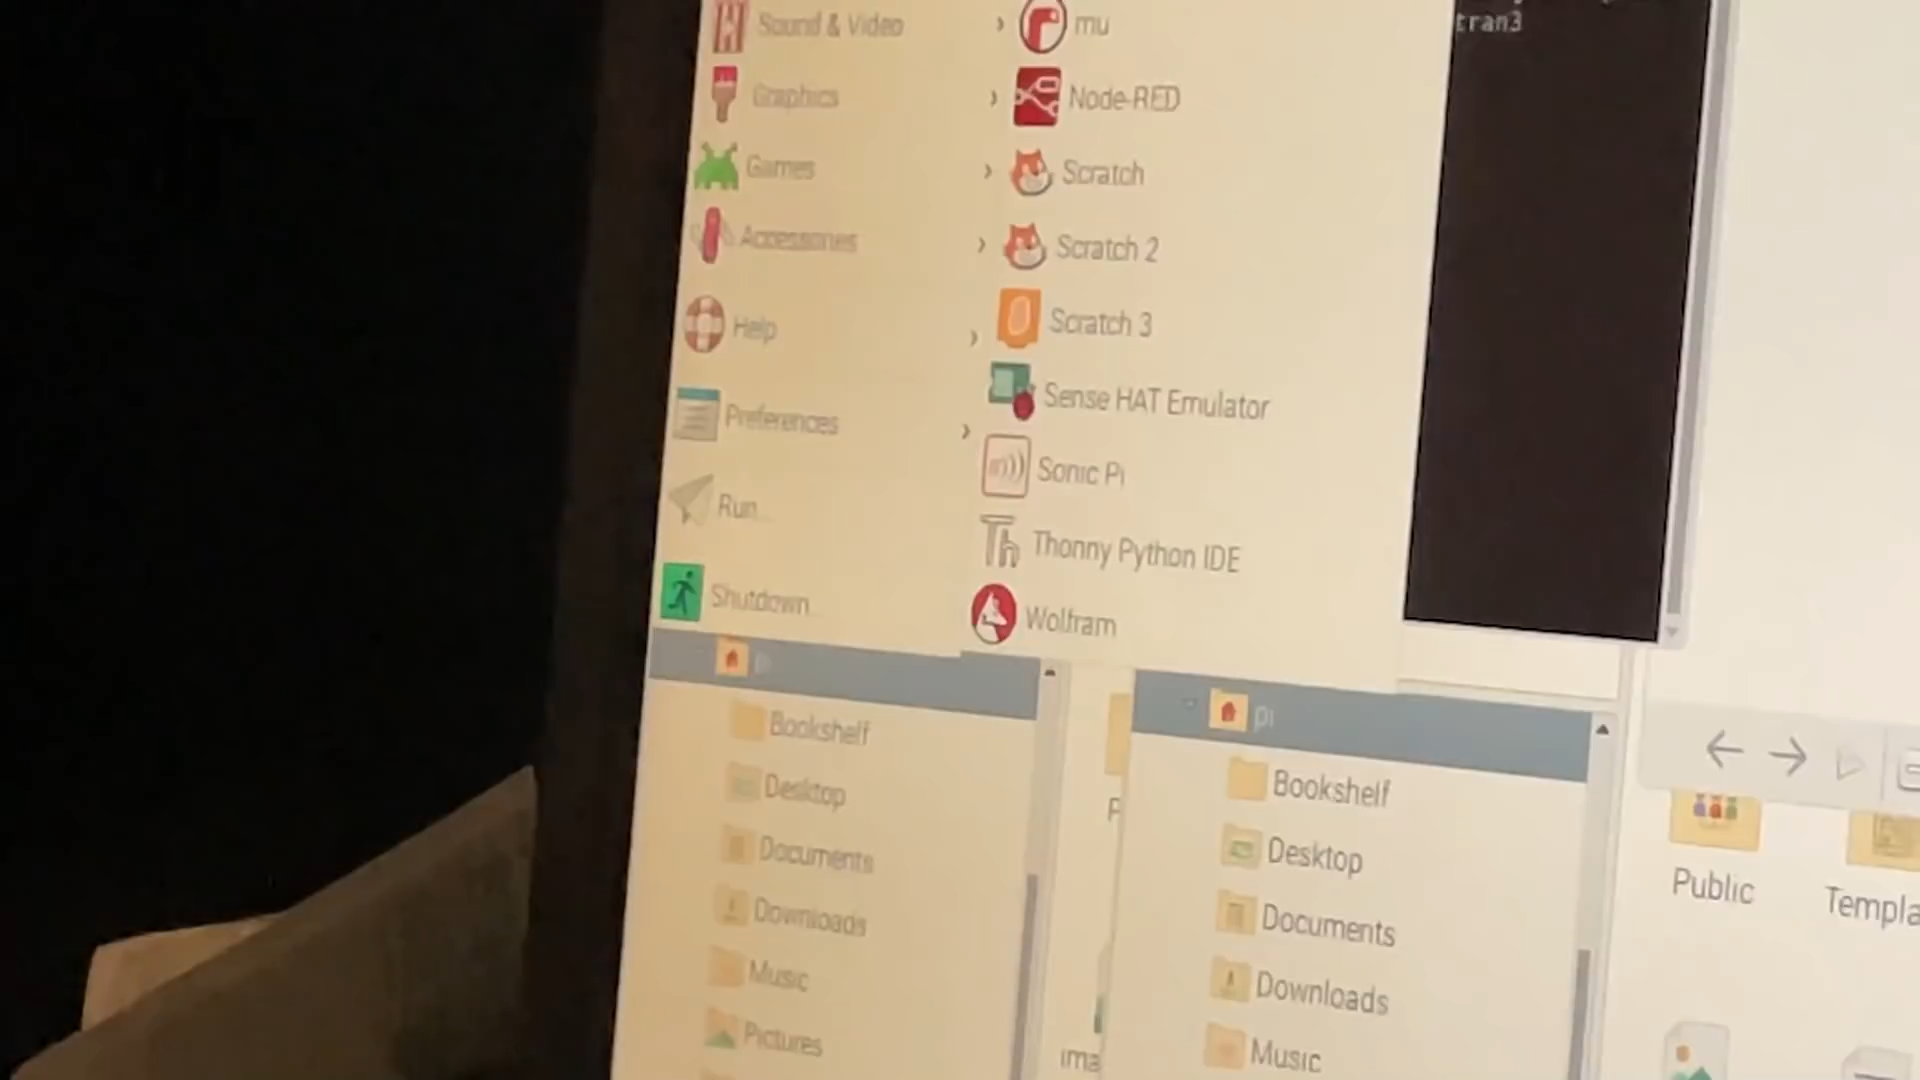 Sound & Video
Graphics
Games
Accessories
Help
Preferences
Run...
Shutdown...
mu
Node-RED
Scratch
Scratch 2
Scratch 3
Sense HAT Emulator
Sonic Pi
Thonny Python IDE
Wolfram
tran3
Bookshelf
Desktop
Documents
Downloads
Music
Pictures
P
ima
pi
Bookshelf
Desktop
Documents
Downloads
Music
Public
Templa